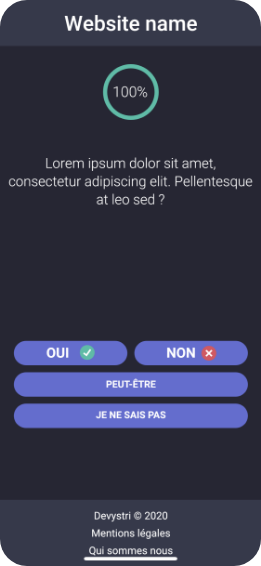 Website name
100%
Lorem ipsum dolor sit amet,
consectetur adipiscing elit. Pellentesque
at leo sed ?
OUI
NON
PEUT-ÊTRE
JE NE SAIS PAS
Devystri © 2020
Mentions légales
Qui sommes nous